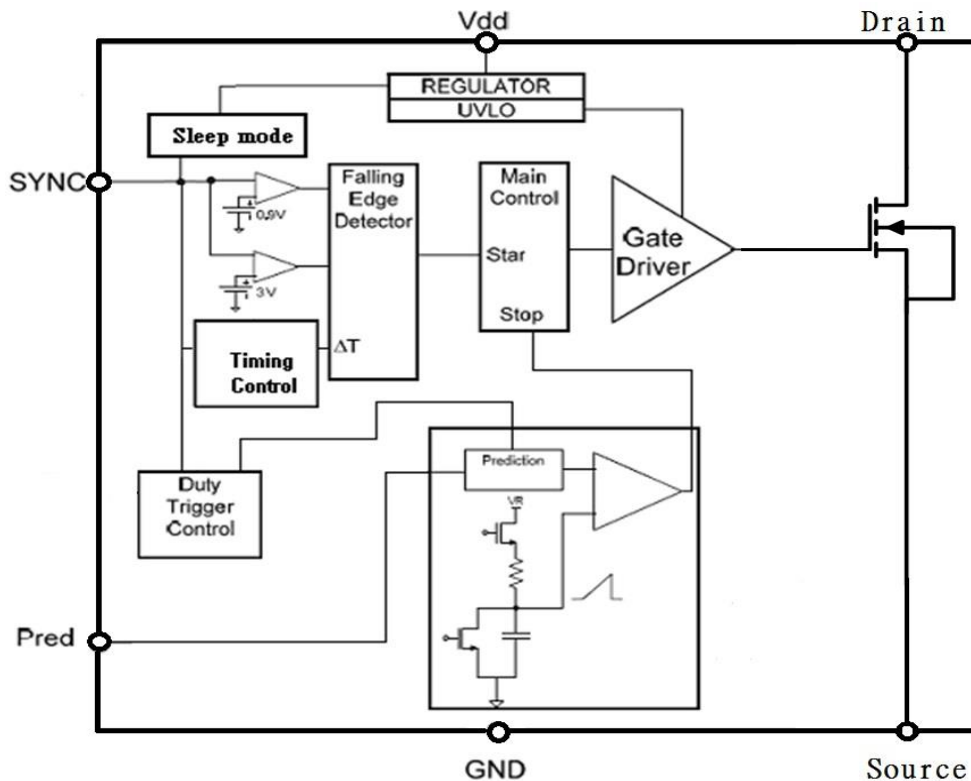 Vdd
Drain
REGULATOR
UVLO
Sleep mode
SYNC
0.9V
3V
Falling
Edge
Detector
Main
Control
Star
Stop
Gate
Driver
Timing
Control
ΔT
Duty
Trigger
Control
Prediction
VR
Pred
GND
Source